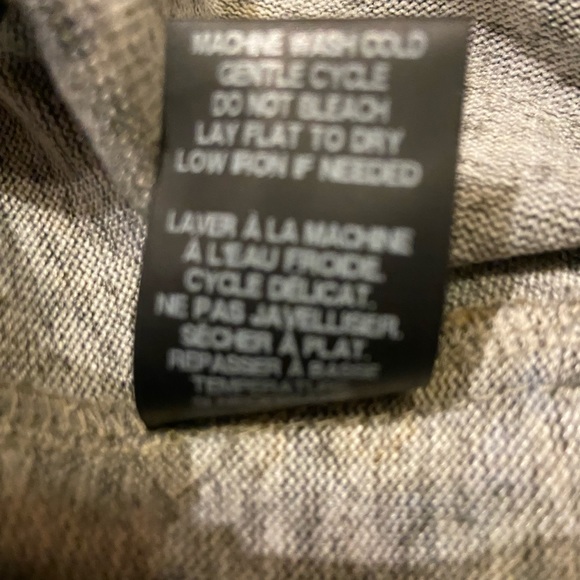 MACHINE WASH COLD
GENTLE CYCLE
DO NOT BLEACH
LAY FLAT TO DRY
LOW IRON IF NEEDED
LAVER À LA MACHINE
À L'EAU FROIDE.
CYCLE DÉLICAT.
NE PAS JAVELLISER.
SÉCHER À PLAT.
REPASSER À BASSE
TEMPÉRATURE